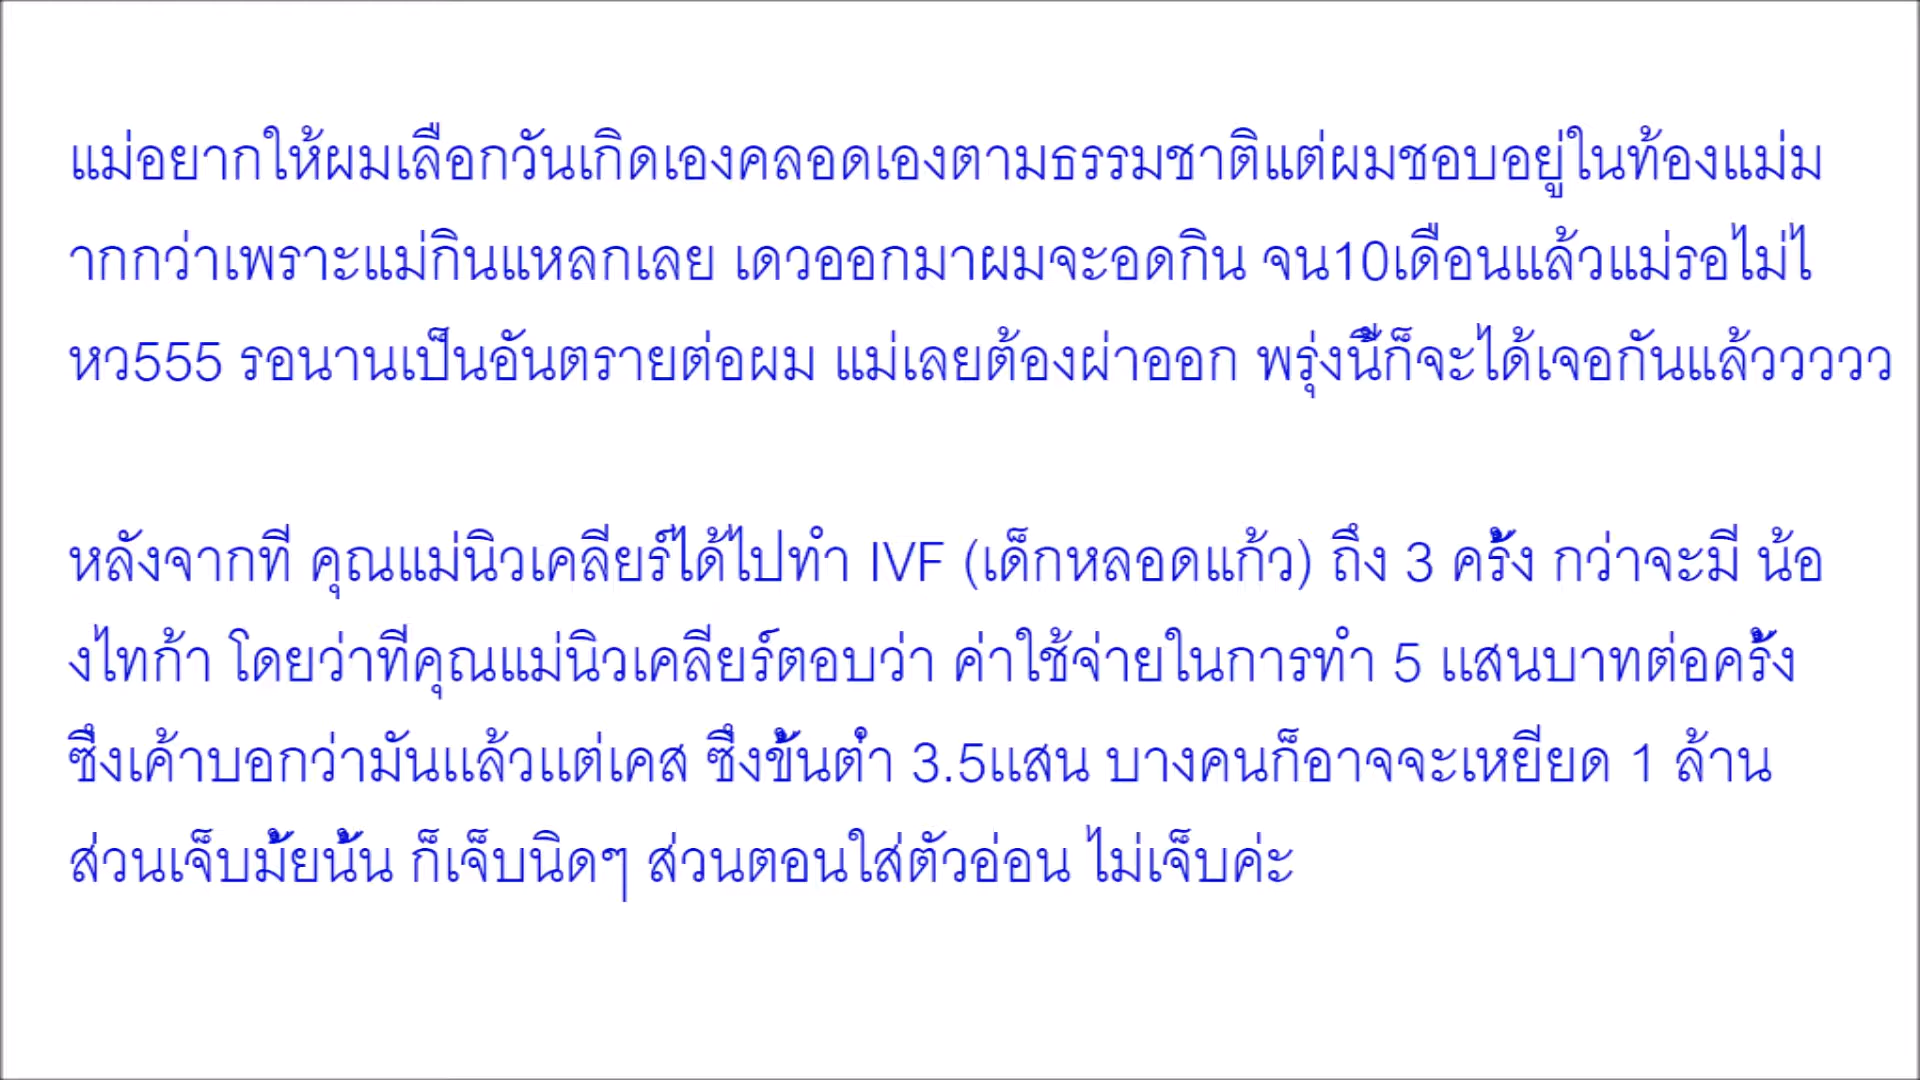 แม่อยากให้ผมเลือกวันเกิดเองคลอดเองตามธรรมชาติแต่ผมชอบอยู่ในท้องแม่ม
ากกว่าเพราะแม่กินแหลกเลย เดวออกมาผมจะอดกิน จน10เดือนแล้วแม่รอไม่ไ
หว555 รอนานเป็นอันตรายต่อผม แม่เลยต้องผ่าออก พรุ่งนี้ก็จะได้เจอกันแล้ววววว
หลังจากที่ คุณแม่นิวเคลียร์ได้ไปทำ IVF (เด็กหลอดแก้ว) ถึง 3 ครั้ง กว่าจะมี น้อ
งไทก้า โดยว่าที่คุณแม่นิวเคลียร์ตอบว่า ค่าใช้จ่ายในการทำ 5 แสนบาทต่อครั้ง
ซึ่งเค้าบอกว่ามันแล้วแต่เคส ซึ่งขั้นต่ำ 3.5แสน บางคนก็อาจจะเหยียด 1 ล้าน
ส่วนเจ็บมั้ยนั้น ก็เจ็บนิดๆ ส่วนตอนใส่ตัวอ่อน ไม่เจ็บค่ะ